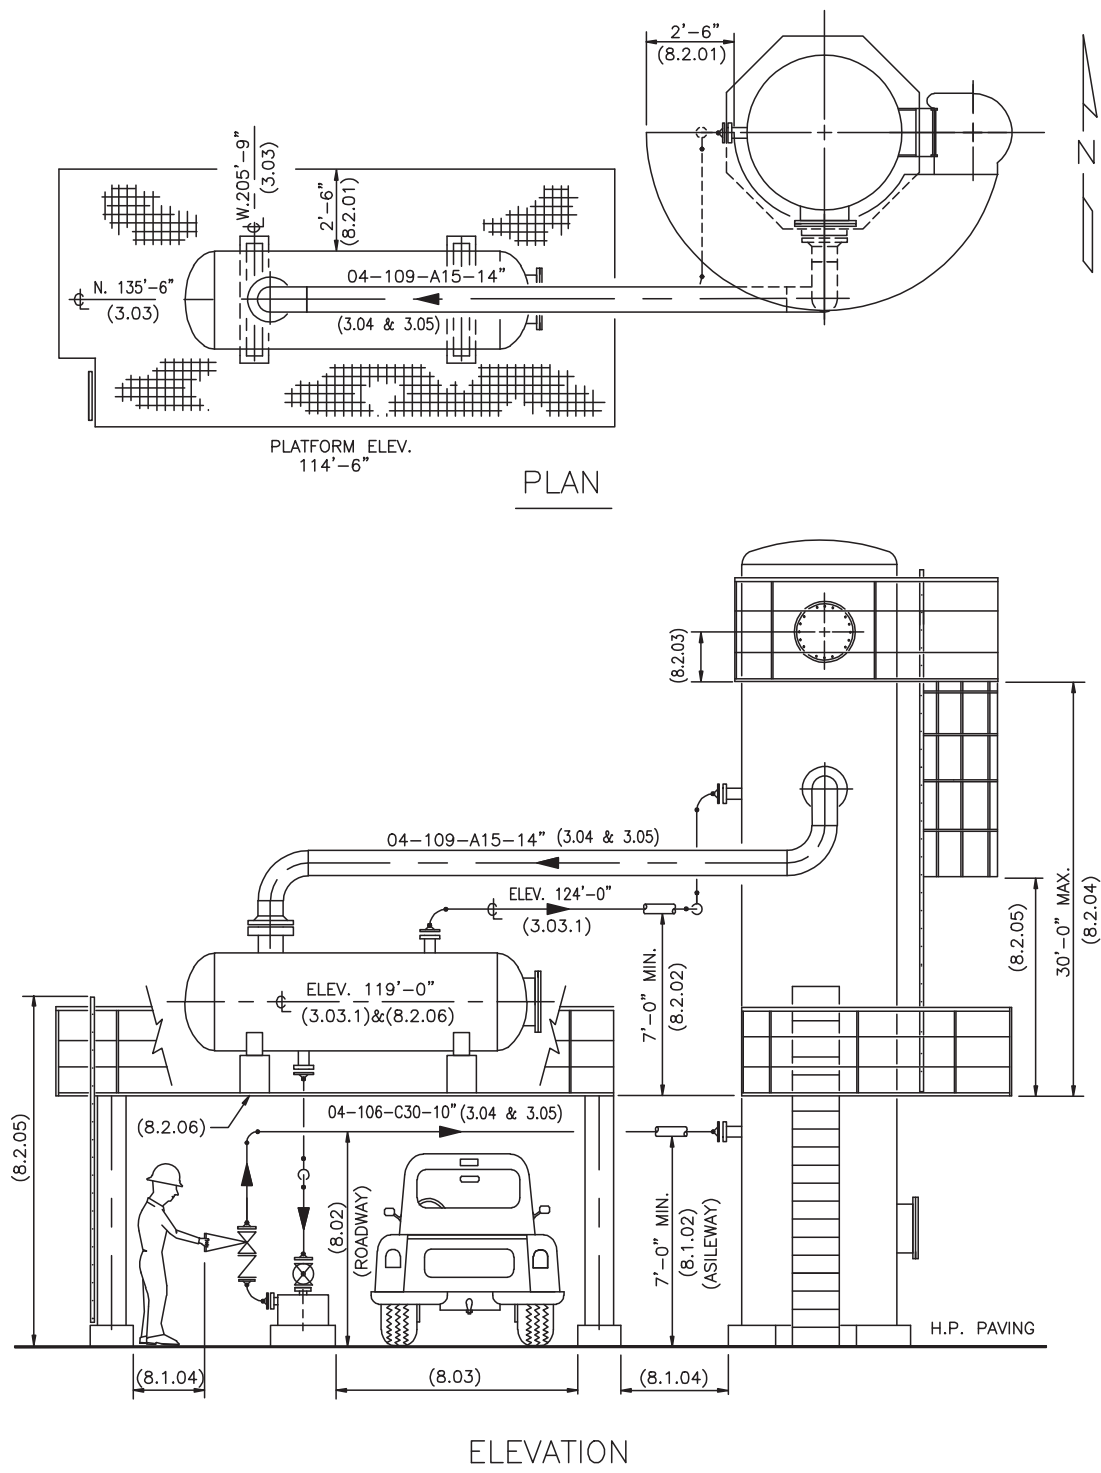 2'-6"
(8.2.01)
N
W.205'-9"
(3.03)
2'-6"
(8.2.01)
04-109-A15-14"
N. 135'-6"
(3.03)
(3.04 & 3.05)
PLATFORM ELEV.
114'-6"
PLAN
(8.2.03)
04-109-A15-14" (3.04 & 3.05)
ELEV. 124'-0"
(3.03.1)
30'-0" MAX.
(8.2.04)
(8.2.05)
7'-0" MIN.
(8.2.02)
ELEV. 119'-0"
(3.03.1)&(8.2.06)
(8.2.05)
(8.2.06)
04-106-C30-10" (3.04 & 3.05)
(8.02)
(ROADWAY)
7'-0" MIN.
(8.1.02)
(ASILEWAY)
H.P. PAVING
(8.1.04)
(8.03)
(8.1.04)
ELEVATION